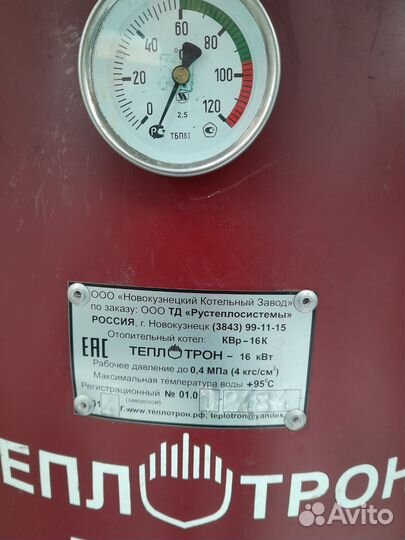 0 20 40 60 80 100 120
°C
2,5
ТБП63
ООО «Новокузнецкий Котельный Завод»
по заказу: ООО ТД «Рустеплосистемы»
РОССИЯ, г. Новокузнецк (3843) 99-11-15
Отопительный котел: КВр-16К
ЕАС ТЕПЛОТРОН - 16 кВт
Рабочее давление до 0,4 МПа (4 кгс/см²)
Максимальная температура воды +95°С
Регистрационный № 01.0
(заводской)
Г.www.теплотрон.рф; teplotron@yandex
ТЕПЛОТРОН
Avito